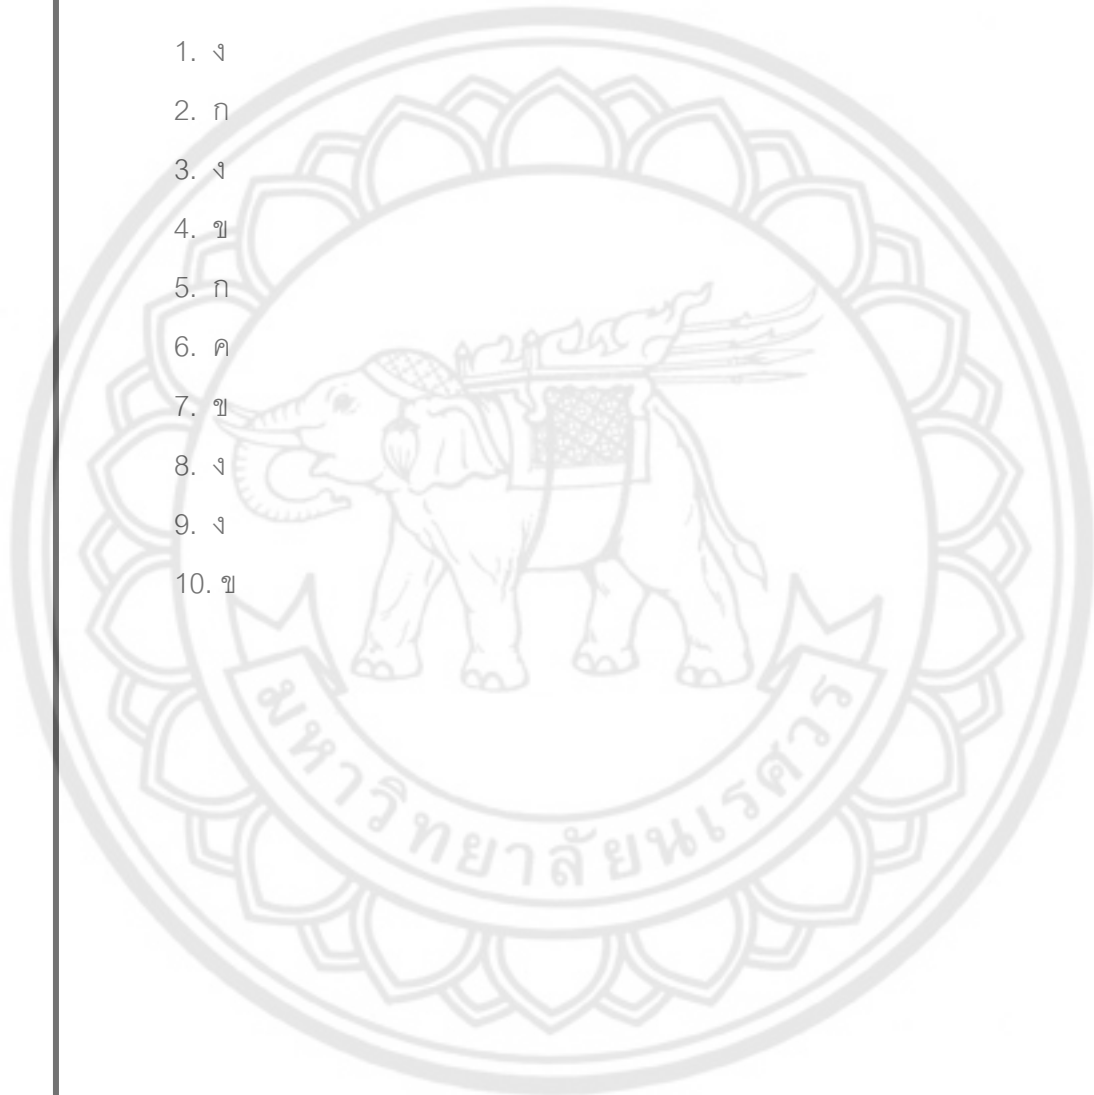 1. ง
2. ก
3. ง
4. ข
5. ก
6. ค
7. ข
8. ง
9. ง
10. ข
มหาวิทยาลัยนเรศวร